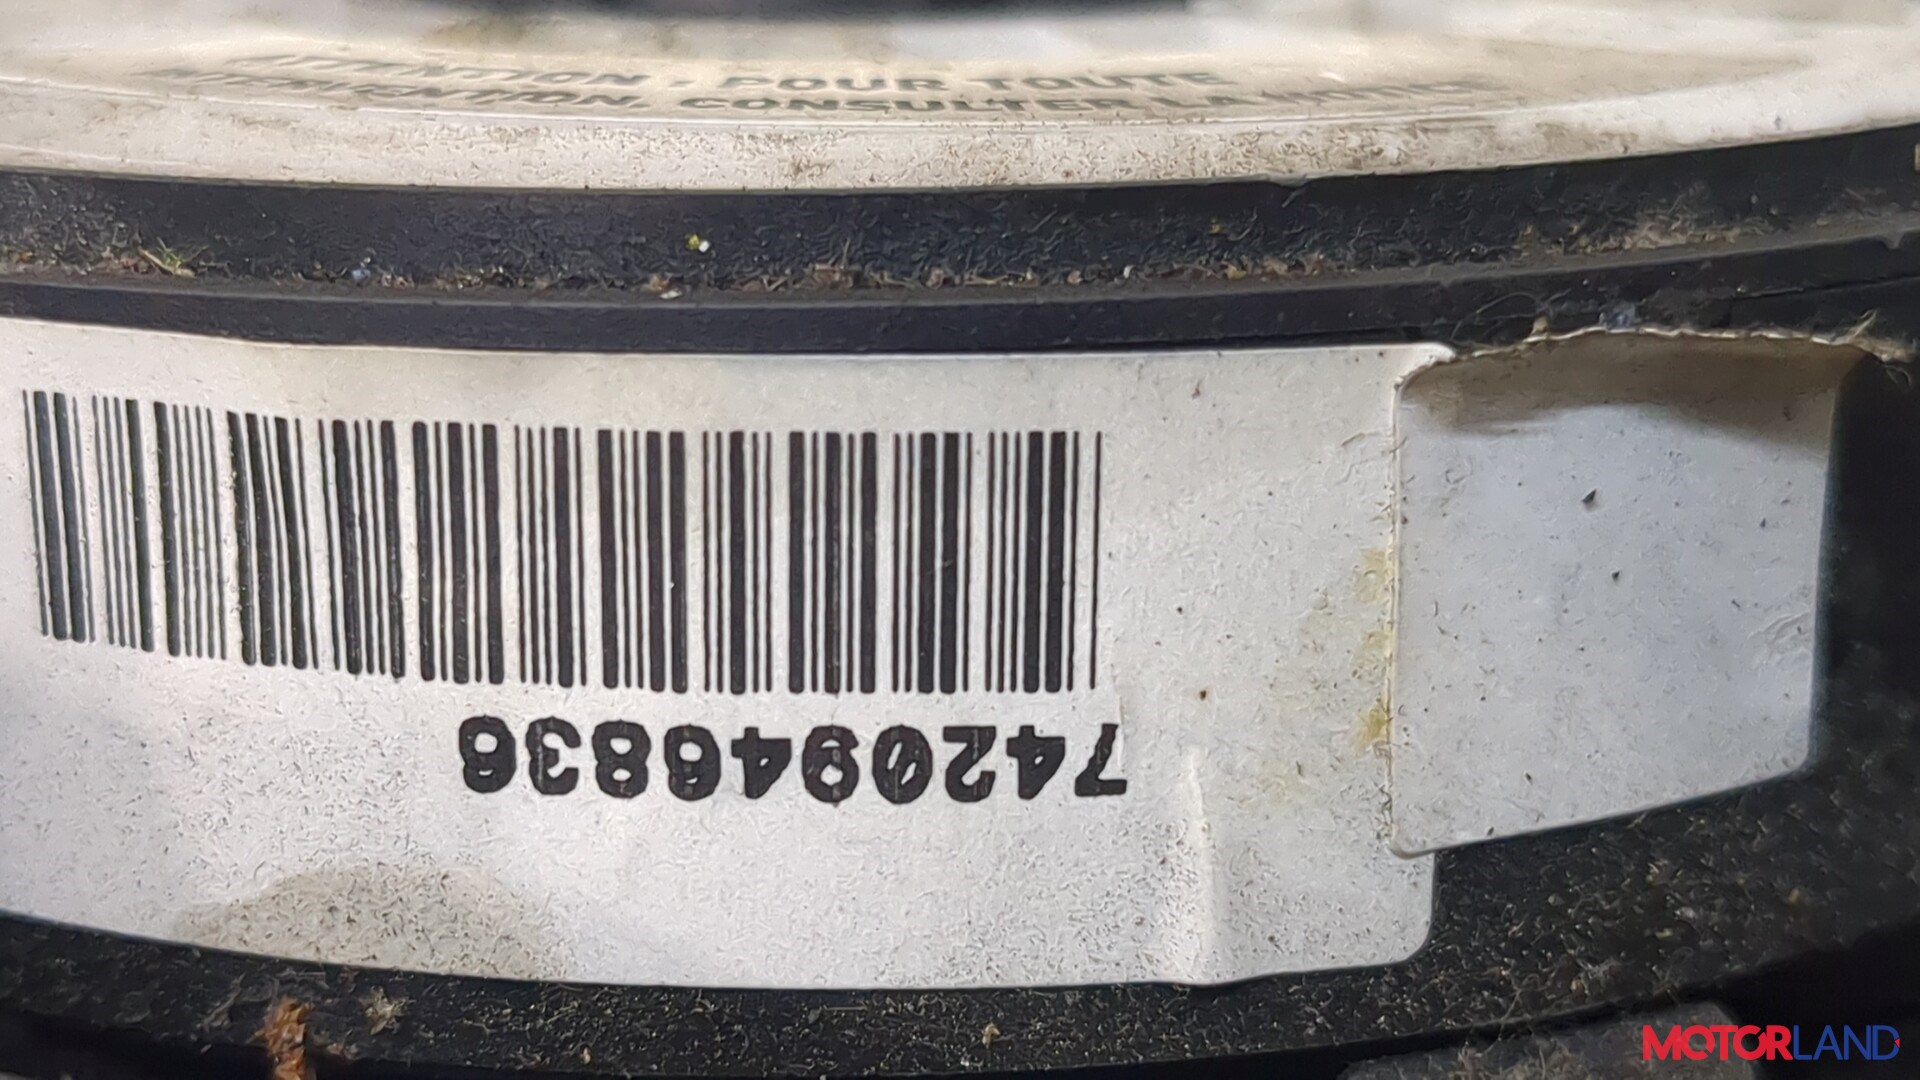 ATTENTION - POUR TOUTE
INTERVENTION, CONSULTER LA NOTICE
7420946836
MOTORLAND